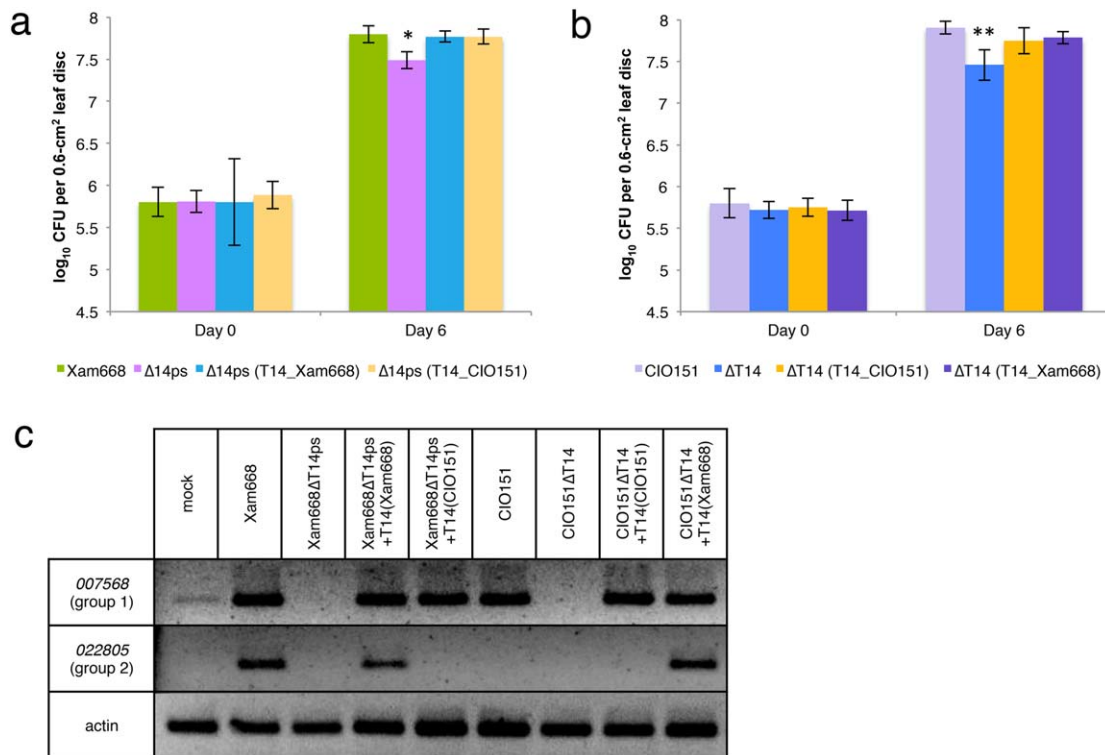 a
log₁₀ CFU per 0.6-cm² leaf disc
8
7.5
7
6.5
6
5.5
5
4.5
*
Day 0
Day 6
Xam668 Δ14ps Δ14ps (T14_Xam668) Δ14ps (T14_CIO151)
b
log₁₀ CFU per 0.6-cm² leaf disc
8
7.5
7
6.5
6
5.5
5
4.5
**
Day 0
Day 6
CIO151 ΔT14 ΔT14 (T14_CIO151) ΔT14 (T14_Xam668)
c
mock
Xam668
Xam668ΔT14ps
Xam668ΔT14ps
+T14(Xam668)
Xam668ΔT14ps
+T14(CIO151)
CIO151
CIO151ΔT14
CIO151ΔT14
+T14(CIO151)
CIO151ΔT14
+T14(Xam668)
007568
(group 1)
022805
(group 2)
actin